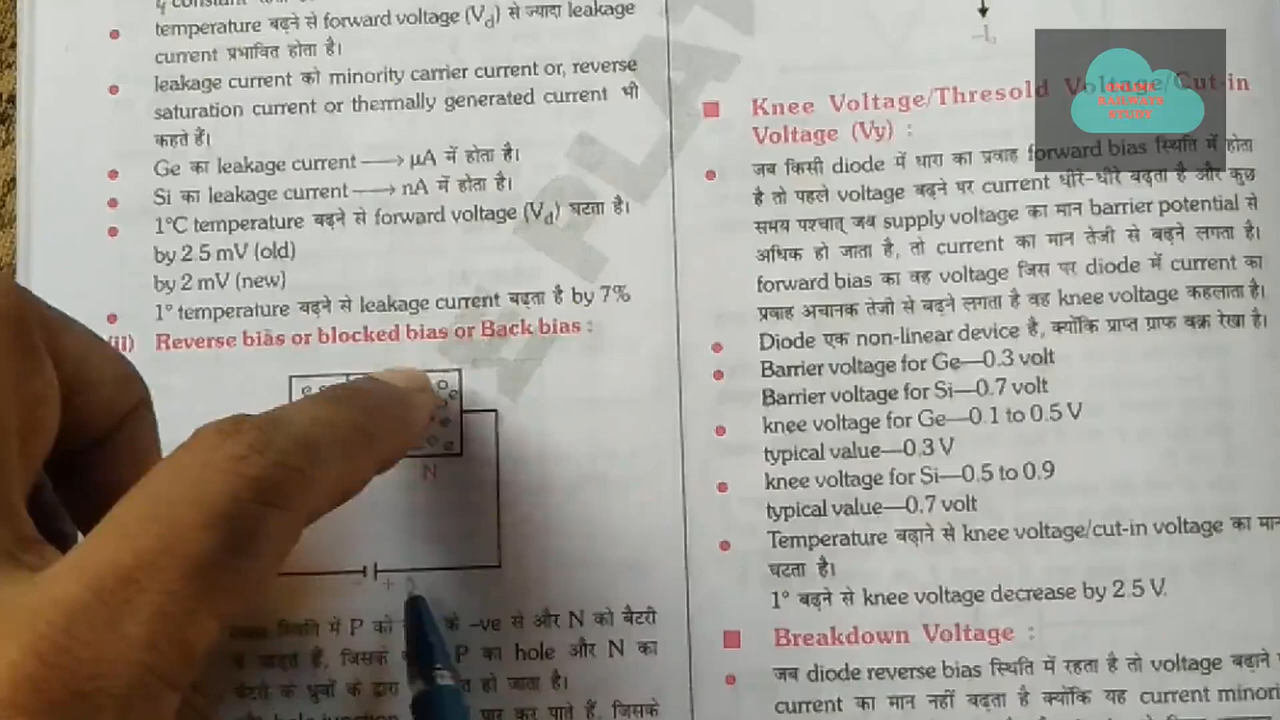 temperature बढ़ने से forward voltage (Vd) से ज्यादा leakage
current प्रभावित होता है।
leakage current को minority carrier current or, reverse
saturation current or thermally generated current भी
कहते हैं।
Ge का leakage current → μA में होता है।
Si का leakage current → nA में होता है।
1°C temperature बढ़ने से forward voltage (Vd) घटता है।
by 2.5 mV (old)
by 2 mV (new)
1° temperature बढ़ने से leakage current बढ़ता है by 7%
(ii) Reverse bias or blocked bias or Back bias :
N
- +
में P को के -ve से और N को बैटरी
जिसके P का hole और N का
बैटरी के ध्रुवों के द्वारा हो जाता है।
पार कर पाते हैं, जिसके
Knee Voltage/Thresold Voltage/Cut-in
Voltage (Vy) :
जब किसी diode में धारा का प्रवाह forward bias स्थिति में होता
है तो पहले voltage बढ़ने पर current धीरे-धीरे बढ़ता है और कुछ
समय पश्चात् जब supply voltage का मान barrier potential से
अधिक हो जाता है, तो current का मान तेजी से बढ़ने लगता है।
forward bias का वह voltage जिस पर diode में current का
प्रवाह अचानक तेजी से बढ़ने लगता है वह knee voltage कहलाता है।
Diode एक non-linear device है, क्योंकि प्राप्त ग्राफ वक्र रेखा है।
Barrier voltage for Ge—0.3 volt
Barrier voltage for Si—0.7 volt
knee voltage for Ge—0.1 to 0.5 V
typical value—0.3 V
knee voltage for Si—0.5 to 0.9
typical value—0.7 volt
Temperature बढ़ाने से knee voltage/cut-in voltage का मान
घटता है।
1° बढ़ने से knee voltage decrease by 2.5 V.
Breakdown Voltage :
जब diode reverse bias स्थिति में रहता है तो voltage बढ़ाने
current का मान नहीं बढ़ता है क्योंकि यह current minori
RAILWAYS
STUDY